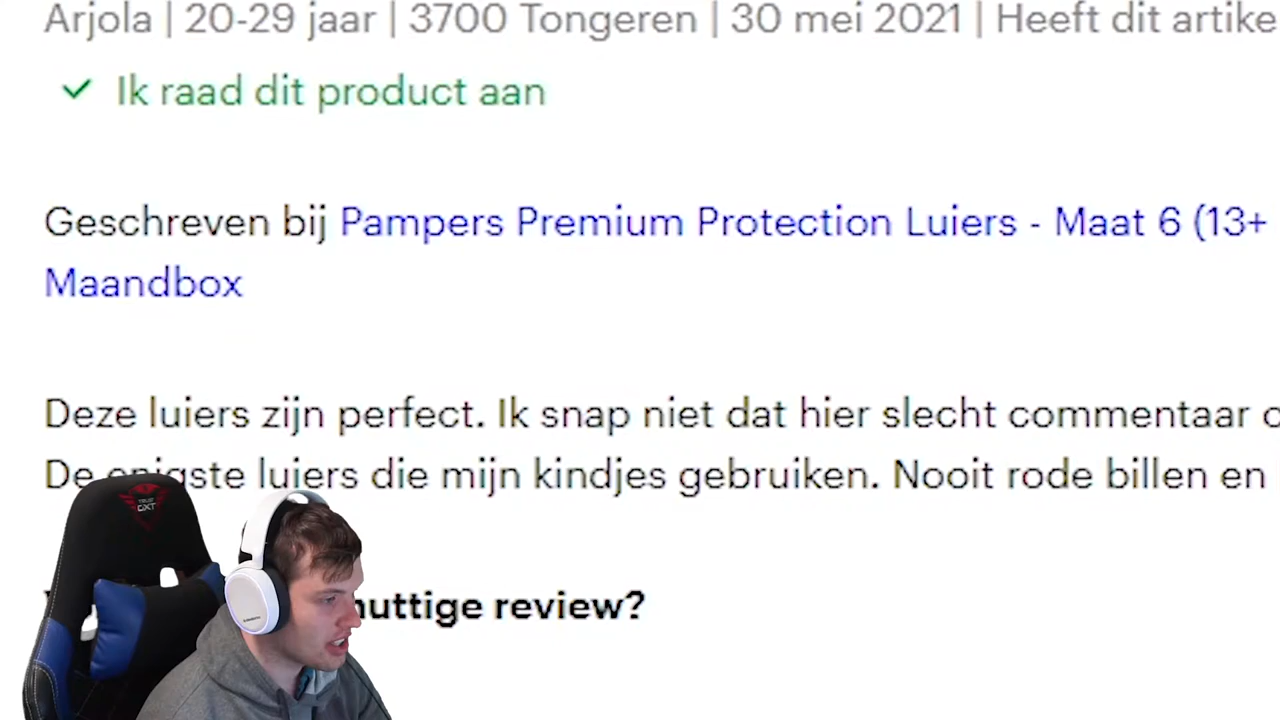 Arjola | 20-29 jaar | 3700 Tongeren | 30 mei 2021 | Heeft dit artike
Ik raad dit product aan
Geschreven bij Pampers Premium Protection Luiers - Maat 6 (13+
Maandbox
Deze luiers zijn perfect. Ik snap niet dat hier slecht commentaar
De enigste luiers die mijn kindjes gebruiken. Nooit rode billen en
TRUST
GXT
nuttige review?